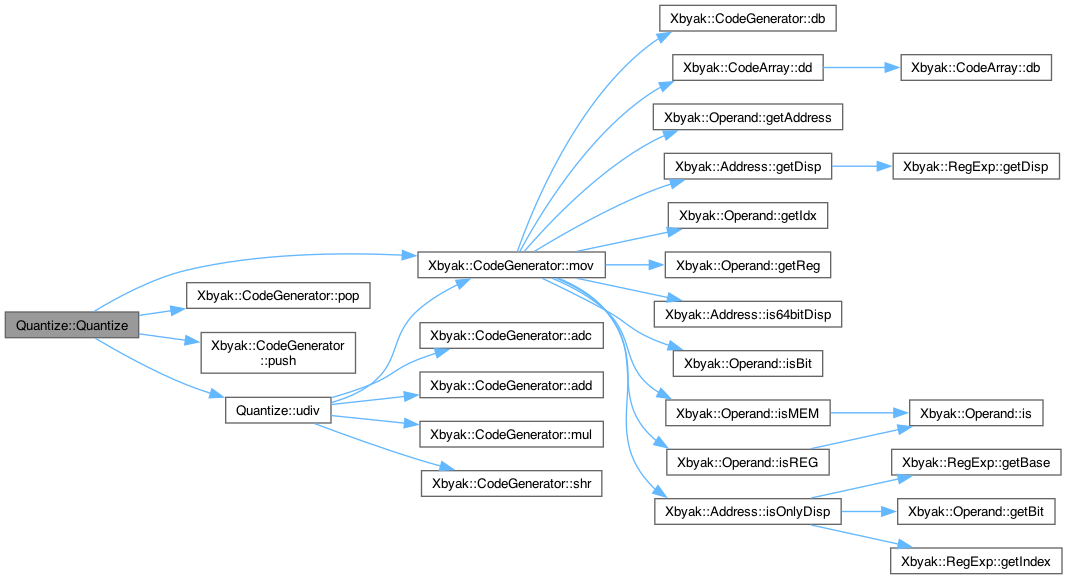 Xbyak::CodeGenerator::db
Xbyak::CodeArray::dd
Xbyak::CodeArray::db
Xbyak::Operand::getAddress
Xbyak::Address::getDisp
Xbyak::RegExp::getDisp
Xbyak::Operand::getIdx
Xbyak::CodeGenerator::mov
Xbyak::Operand::getReg
Xbyak::CodeGenerator::pop
Xbyak::Address::is64bitDisp
Quantize::Quantize
Xbyak::CodeGenerator::adc
Xbyak::CodeGenerator
::push
Xbyak::Operand::isBit
Xbyak::CodeGenerator::add
Quantize::udiv
Xbyak::Operand::isMEM
Xbyak::Operand::is
Xbyak::CodeGenerator::mul
Xbyak::Operand::isREG
Xbyak::RegExp::getBase
Xbyak::CodeGenerator::shr
Xbyak::Address::isOnlyDisp
Xbyak::Operand::getBit
Xbyak::RegExp::getIndex